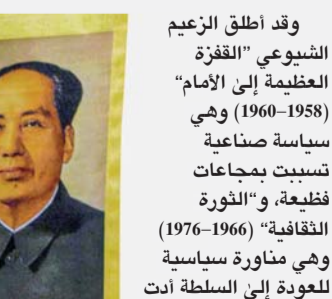 وقد أطلق الزعيم
الشيوعي ”القفزة
العظيمة إلىٰ الأمام“
(1958–1960) وهي
سياسة صناعية
تسببت بمجاعات
فظيعة، و“الثورة
الثقافية“ (1966–1976)
وهي مناورة سياسية
للعودة إلىٰ السلطة أدت